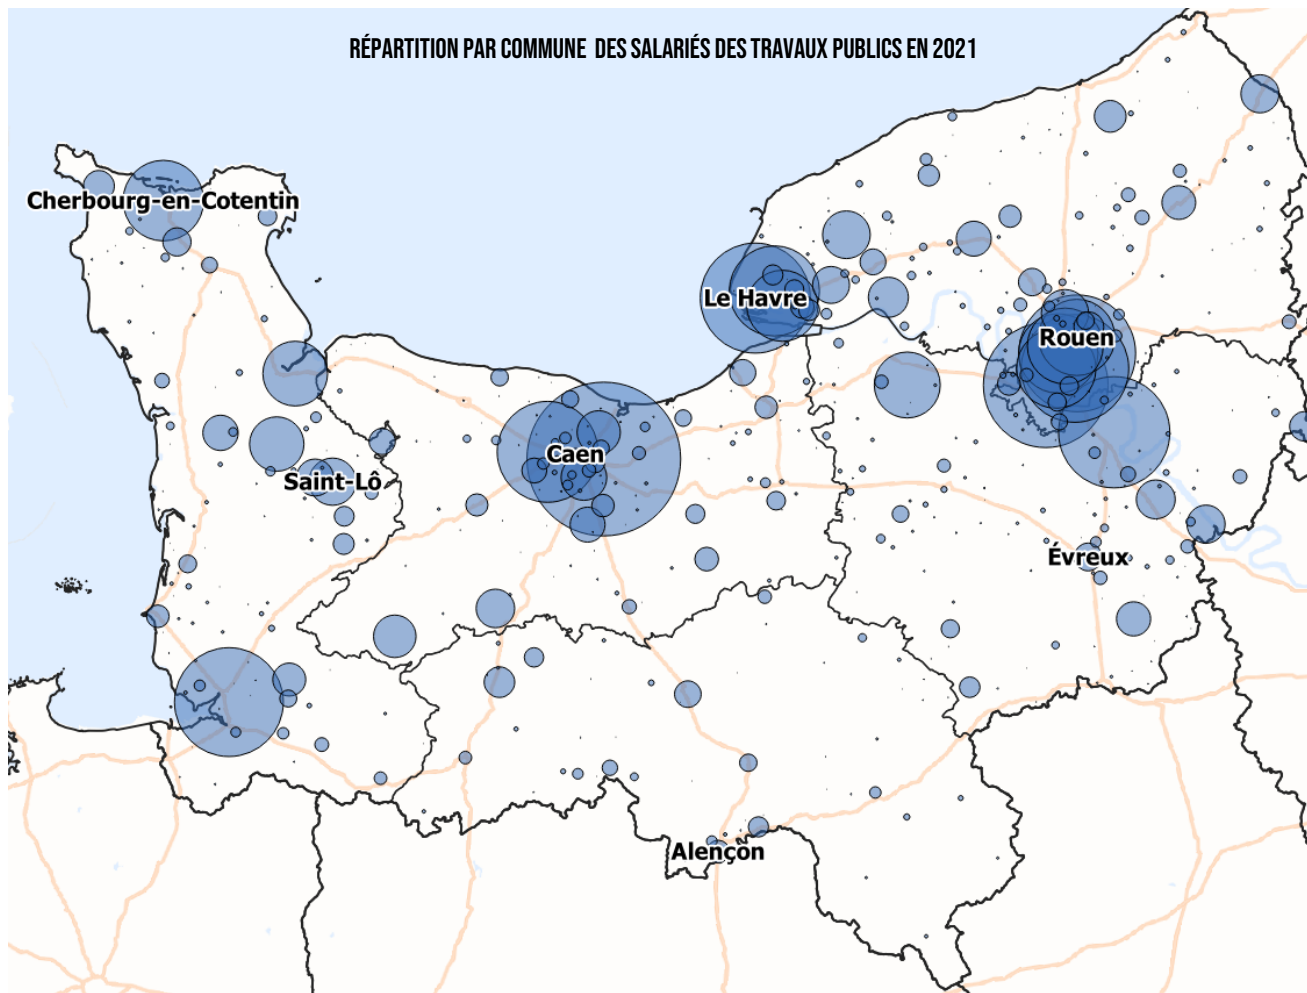 RÉPARTITION PAR COMMUNE DES SALARIÉS DES TRAVAUX PUBLICS EN 2021
Cherbourg-en-Cotentin
Le Havre
Rouen
Caen
Saint-Lô
Évreux
Alençon